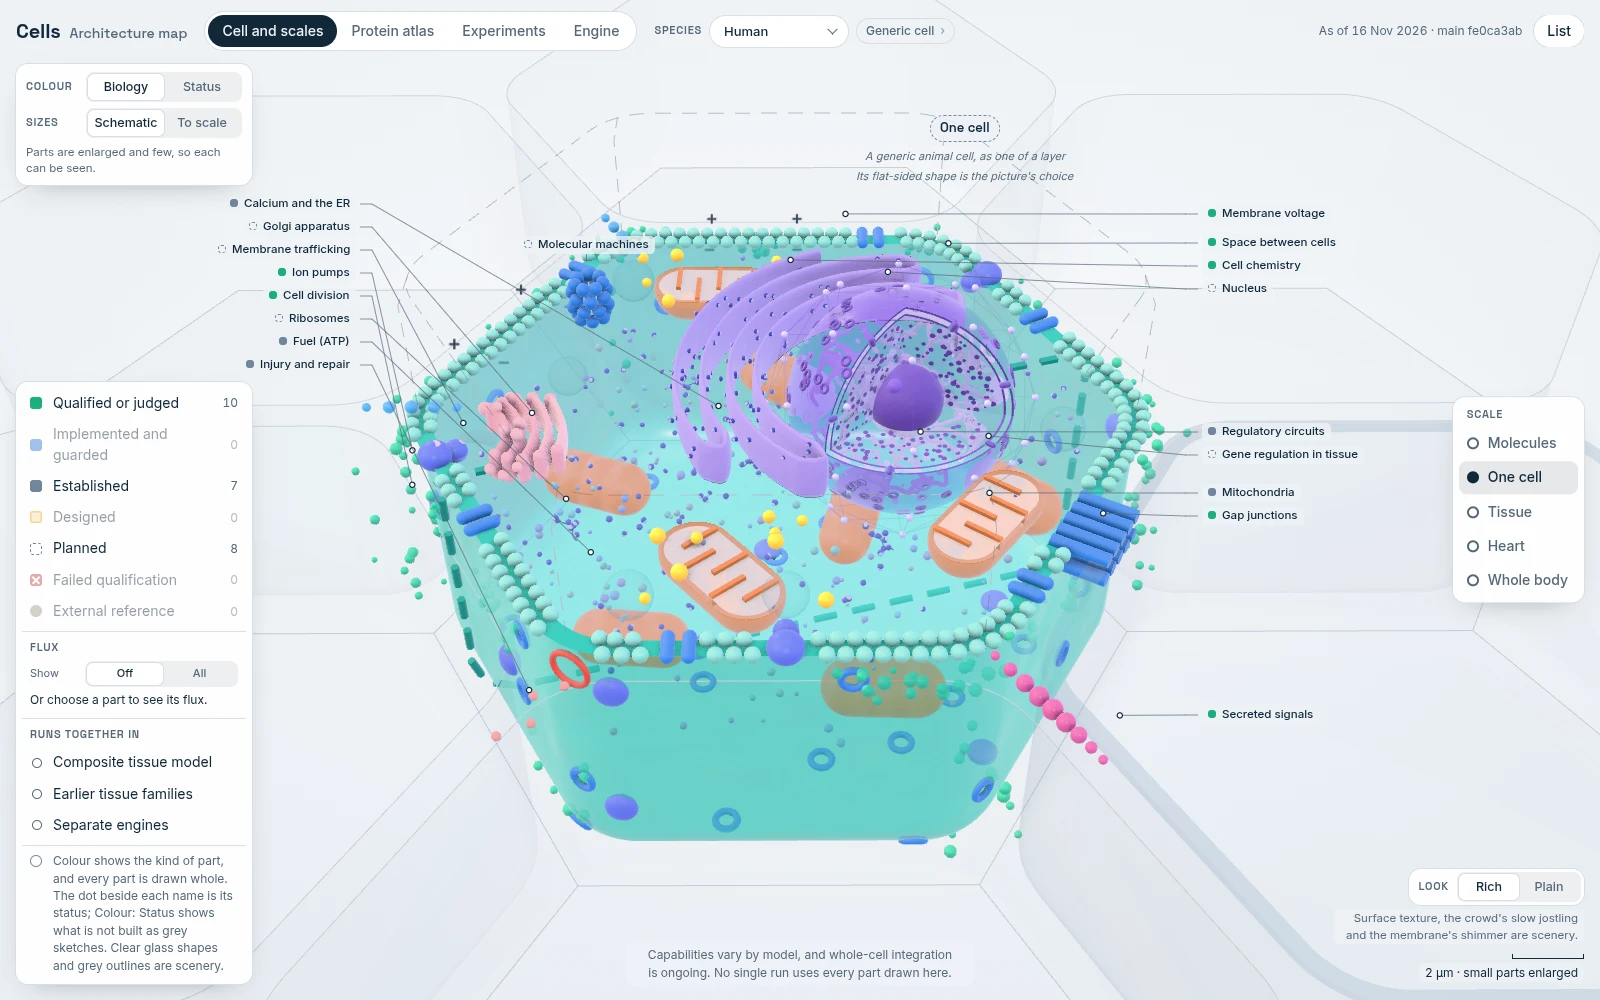 Cells Architecture map
Cell and scales
Protein atlas
Experiments
Engine
SPECIES
Human
Generic cell ›
As of 16 Nov 2026 · main fe0ca3ab
List
COLOUR
Biology
Status
SIZES
Schematic
To scale
Parts are enlarged and few, so each
can be seen.
One cell
A generic animal cell, as one of a layer
Its flat-sided shape is the picture's choice
Calcium and the ER
Golgi apparatus
Membrane trafficking
Ion pumps
Cell division
Ribosomes
Fuel (ATP)
Injury and repair
Molecular machines
Membrane voltage
Space between cells
Cell chemistry
Nucleus
Regulatory circuits
Gene regulation in tissue
Mitochondria
Gap junctions
Secreted signals
Qualified or judged 10
Implemented and
guarded 0
Established 7
Designed 0
Planned 8
Failed qualification 0
External reference 0
FLUX
Show
Off
All
Or choose a part to see its flux.
RUNS TOGETHER IN
Composite tissue model
Earlier tissue families
Separate engines
Colour shows the kind of part,
and every part is drawn whole.
The dot beside each name is its
status; Colour: Status shows
what is not built as grey
sketches. Clear glass shapes
and grey outlines are scenery.
SCALE
Molecules
One cell
Tissue
Heart
Whole body
LOOK
Rich
Plain
Surface texture, the crowd's slow jostling
and the membrane's shimmer are scenery.
2 µm · small parts enlarged
Capabilities vary by model, and whole-cell integration
is ongoing. No single run uses every part drawn here.